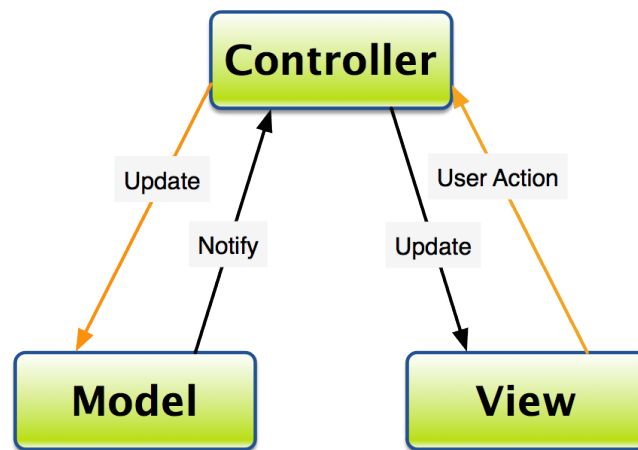 Controller
Update
User Action
Notify
Update
Model
View